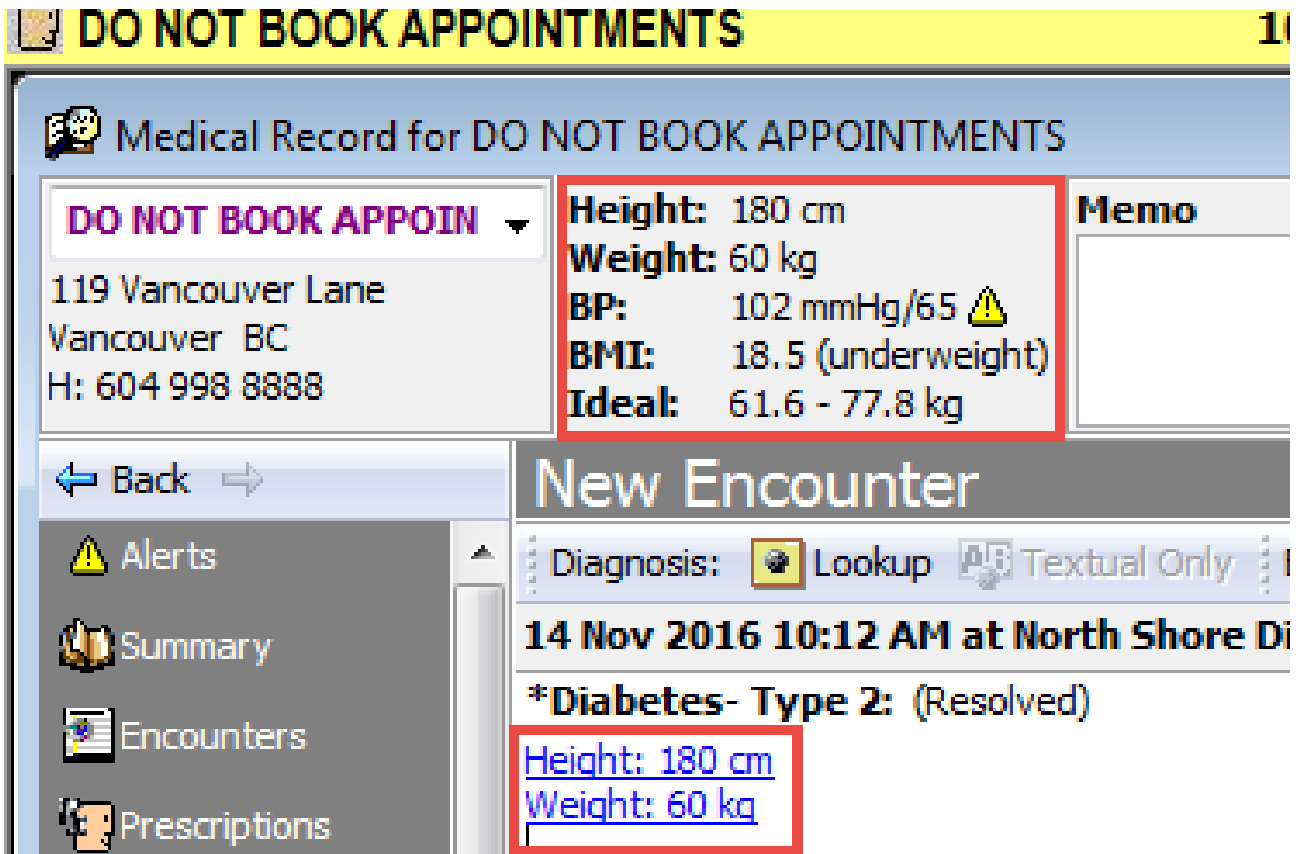 DO NOT BOOK APPOINTMENTS
Medical Record for DO NOT BOOK APPOINTMENTS
DO NOT BOOK APPOIN
119 Vancouver Lane
Vancouver BC
H: 604 998 8888
Height: 180 cm
Weight: 60 kg
BP: 102 mmHg/65
BMI: 18.5 (underweight)
Ideal: 61.6 - 77.8 kg
Memo
Back
Alerts
Summary
Encounters
Prescriptions
New Encounter
Diagnosis: Lookup Textual Only
14 Nov 2016 10:12 AM at North Shore
*Diabetes- Type 2: (Resolved)
Height: 180 cm
Weight: 60 kg